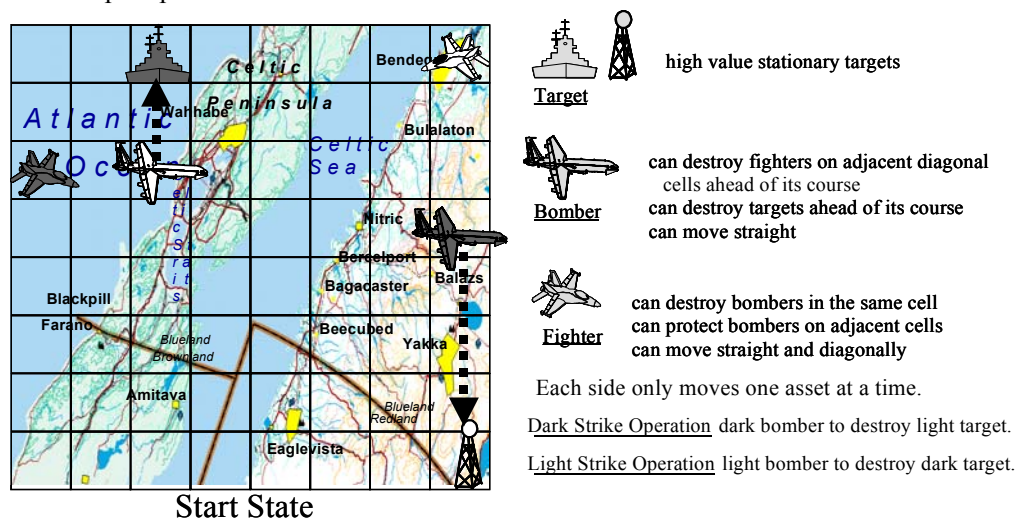 Celtic
Bende
Peninsula
Wahhabe
Atlantic
Bulalaton
Celtic
Sea
Nitric
Bercelport
Balazs
Bagacaster
Blackpill
Farano
Beecubed
Blueland
Brownland
Yakka
Amitava
Blueland
Redland
Eaglevista
Start State
high value stationary targets
Target
can destroy fighters on adjacent diagonal
cells ahead of its course
can destroy targets ahead of its course
can move straight
Bomber
can destroy bombers in the same cell
can protect bombers on adjacent cells
can move straight and diagonally
Fighter
Each side only moves one asset at a time.
Dark Strike Operation dark bomber to destroy light target.
Light Strike Operation light bomber to destroy dark target.